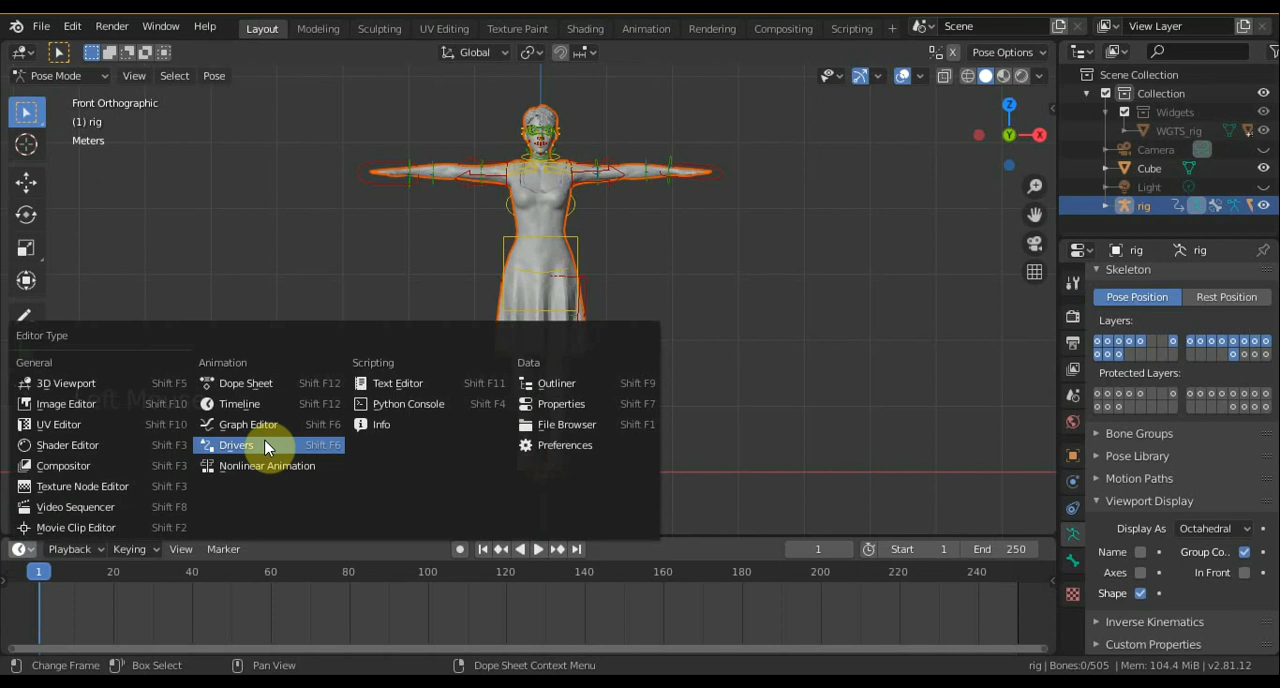 File Edit Render Window Help Layout Modeling Sculpting UV Editing Texture Paint Shading Animation Rendering Compositing Scripting + Scene View Layer
Global Pose Options
Pose Mode View Select Pose
Front Orthographic
(1) rig
Meters
Z
Y
X
Scene Collection
Collection
Widgets
WGTS_rig
Camera
Cube
Light
rig
rig rig
Skeleton
Pose Position Rest Position
Layers:
Protected Layers:
Bone Groups
Pose Library
Motion Paths
Viewport Display
Display As Octahedral
Name Group Co..
Axes In Front
Shape
Inverse Kinematics
Custom Properties
Editor Type
General Animation Scripting Data
3D Viewport Shift F5 Dope Sheet Shift F12 Text Editor Shift F11 Outliner Shift F9
Image Editor Shift F10 Timeline Shift F12 Python Console Shift F4 Properties Shift F7
UV Editor Shift F10 Graph Editor Shift F6 Info File Browser Shift F1
Shader Editor Shift F3 Drivers Shift F6 Preferences
Compositor Shift F3 Nonlinear Animation
Texture Node Editor Shift F3
Video Sequencer Shift F8
Movie Clip Editor Shift F2
Playback Keying View Marker 1 Start 1 End 250
1 20 40 60 80 100 120 140 160 180 200 220 240
Change Frame Box Select Pan View Dope Sheet Context Menu rig | Bones:0/505 | Mem: 104.4 MiB | v2.81.12